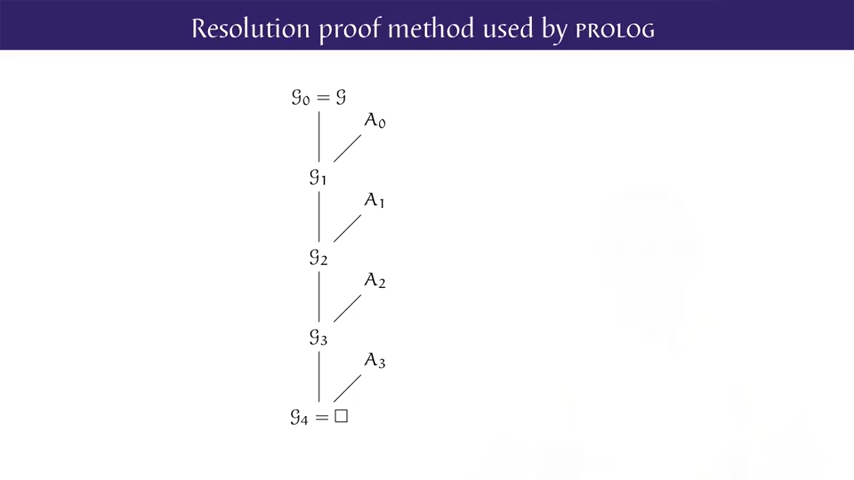 Resolution proof method used by PROLOG
𝒢₀ = 𝒢
A₀
𝒢₁
A₁
𝒢₂
A₂
𝒢₃
A₃
𝒢₄ = □